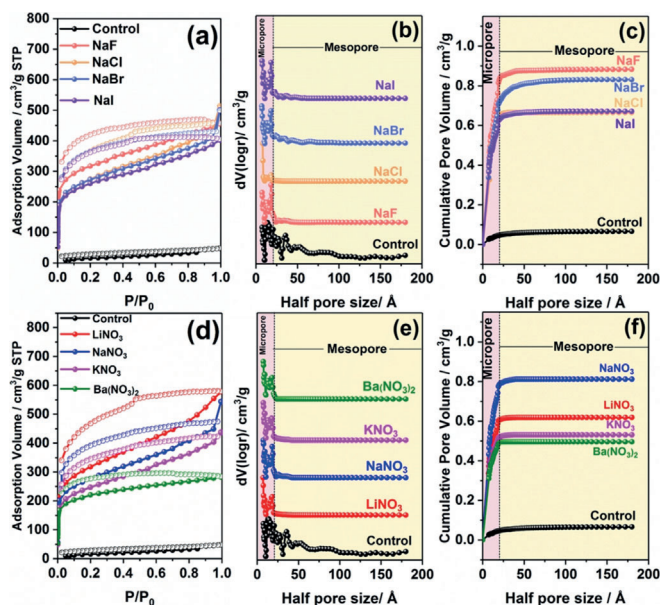 Adsorption Volume / cm³/g STP
800
700
600
500
400
300
200
100
0
(a)
Control
NaF
NaCl
NaBr
NaI
0.0 0.2 0.4 0.6 0.8 1.0
P/P₀
dV(logr)/ cm³/g
Micropore
Mesopore
(b)
NaI
NaBr
NaCl
NaF
Control
0 50 100 150 200
Half pore size/ Å
Cumulative Pore Volume / cm³/g
1.0
0.8
0.6
0.4
0.2
0.0
Micropore
(c)
Mesopore
NaF
NaBr
NaCl
NaI
Control
0 50 100 150 200
Half pore size/ Å
Adsorption Volume / cm³/g STP
800
700
600
500
400
300
200
100
0
(d)
Control
LiNO₃
NaNO₃
KNO₃
Ba(NO₃)₂
0.0 0.2 0.4 0.6 0.8 1.0
P/P₀
dV(logr)/ cm³/g
Micropore
Mesopore
(e)
Ba(NO₃)₂
KNO₃
NaNO₃
LiNO₃
Control
0 50 100 150 200
Half pore size/ Å
Cumulative Pore Volume / cm³/g
1.0
0.8
0.6
0.4
0.2
0.0
Micropore
(f)
Mesopore
NaNO₃
LiNO₃
KNO₃
Ba(NO₃)₂
Control
0 50 100 150 200
Half pore size/ Å